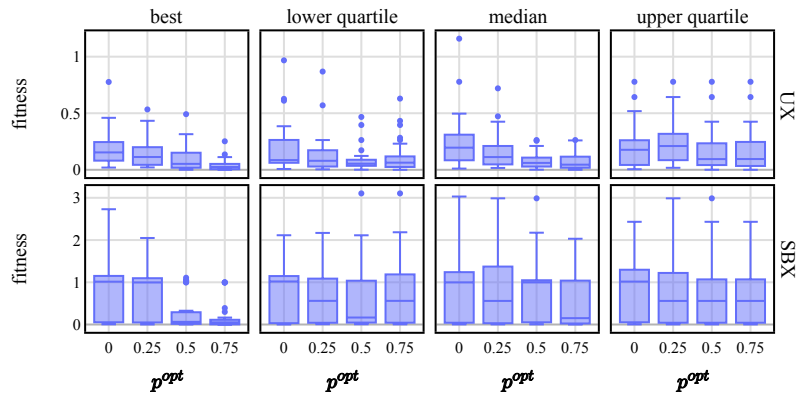 best lower quartile median upper quartile
1
0.5
0
fitness
UX
3
2
1
0
fitness
SBX
0 0.25 0.5 0.75 0 0.25 0.5 0.75 0 0.25 0.5 0.75 0 0.25 0.5 0.75
p^opt p^opt p^opt p^opt